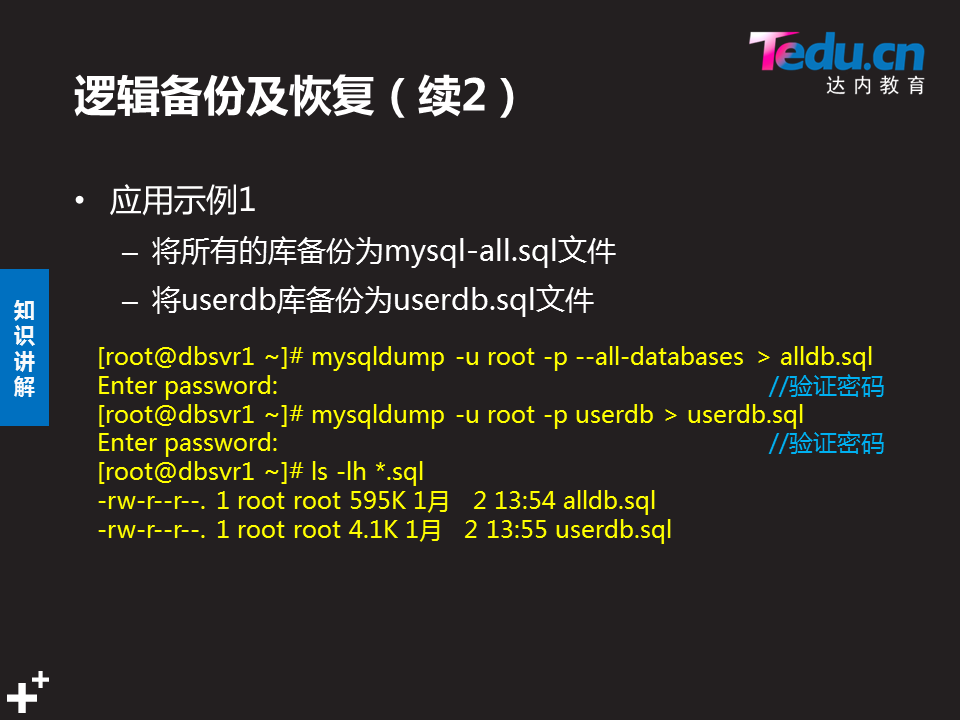 Tedu.cn
达内教育
逻辑备份及恢复（续2）
• 应用示例1
– 将所有的库备份为mysql-all.sql文件
– 将userdb库备份为userdb.sql文件
知识讲解
[root@dbsvr1 ~]# mysqldump -u root -p --all-databases > alldb.sql
Enter password: //验证密码
[root@dbsvr1 ~]# mysqldump -u root -p userdb > userdb.sql
Enter password: //验证密码
[root@dbsvr1 ~]# ls -lh *.sql
-rw-r--r--. 1 root root 595K 1月 2 13:54 alldb.sql
-rw-r--r--. 1 root root 4.1K 1月 2 13:55 userdb.sql